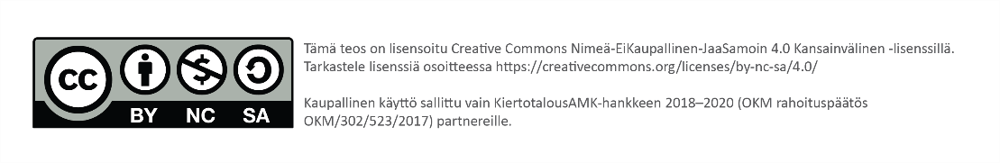 Tämä teos on lisensoitu Creative Commons Nimeä-EiKaupallinen-JaaSamoin 4.0 Kansainvälinen -lisenssillä.
Tarkastele lisenssiä osoitteessa https://creativecommons.org/licenses/by-nc-sa/4.0/
Kaupallinen käyttö sallittu vain KiertotalousAMK-hankkeen 2018–2020 (OKM rahoituspäätös
OKM/302/523/2017) partnereille.
cc
BY NC SA